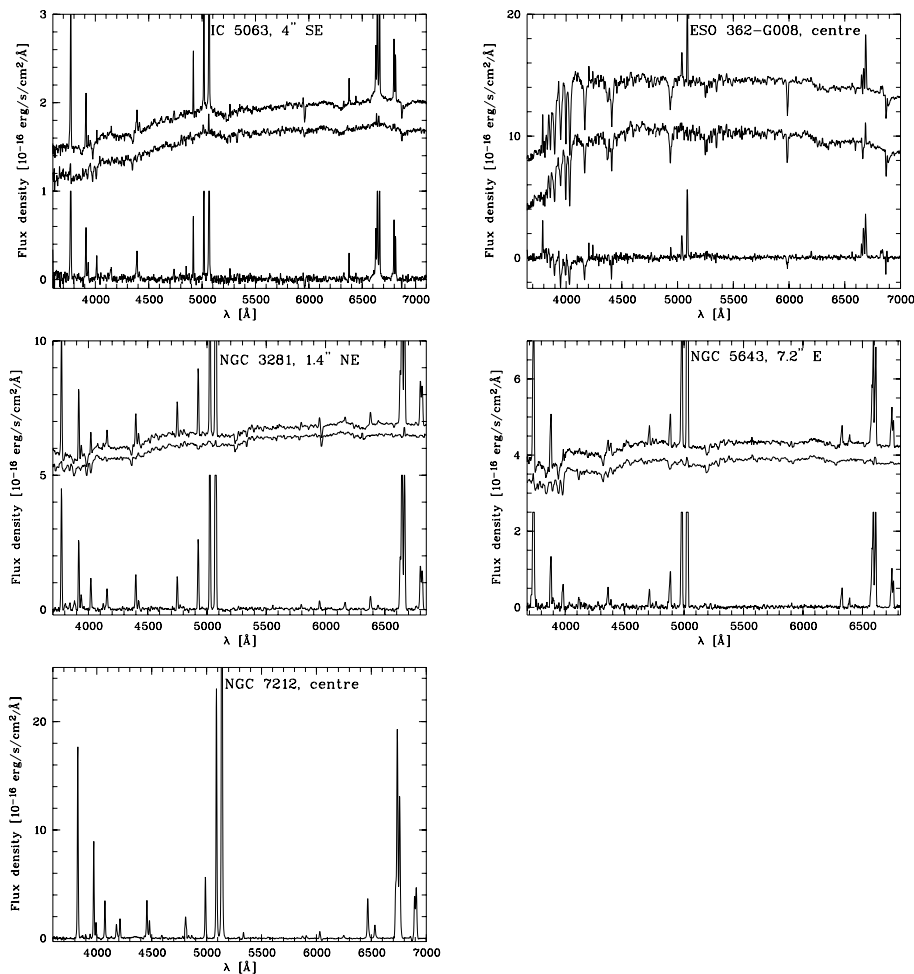 IC 5063, 4" SE
3
2
1
0
Flux density [10⁻¹⁶ erg/s/cm²/Å]
4000 4500 5000 5500 6000 6500 7000
λ [Å]
ESO 362-G008, centre
20
10
0
Flux density [10⁻¹⁶ erg/s/cm²/Å]
4000 4500 5000 5500 6000 6500 7000
λ [Å]
NGC 3281, 1.4" NE
10
5
0
Flux density [10⁻¹⁶ erg/s/cm²/Å]
4000 4500 5000 5500 6000 6500
λ [Å]
NGC 5643, 7.2" E
6
4
2
0
Flux density [10⁻¹⁶ erg/s/cm²/Å]
4000 4500 5000 5500 6000 6500
λ [Å]
NGC 7212, centre
20
10
0
Flux density [10⁻¹⁶ erg/s/cm²/Å]
4000 4500 5000 5500 6000 6500 7000
λ [Å]